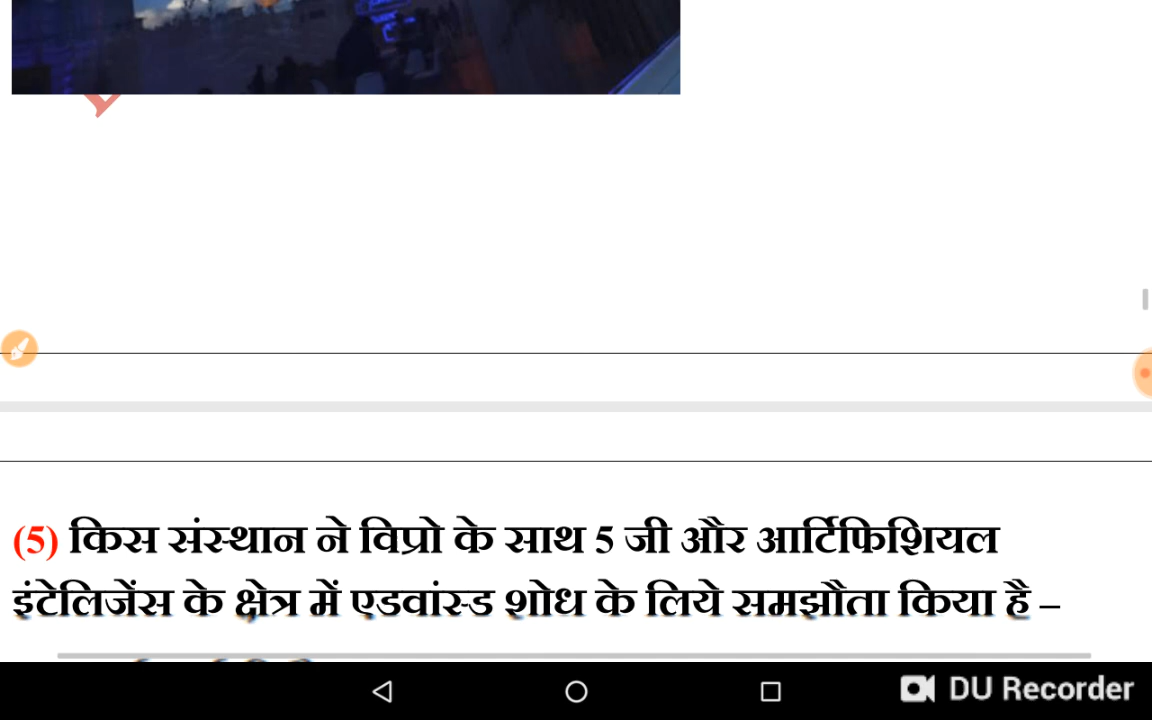 (5) किस संस्थान ने विप्रो के साथ 5 जी और आर्टिफिशियल
इंटेलिजेंस के क्षेत्र में एडवांस्ड शोध के लिये समझौता किया है –
DU Recorder